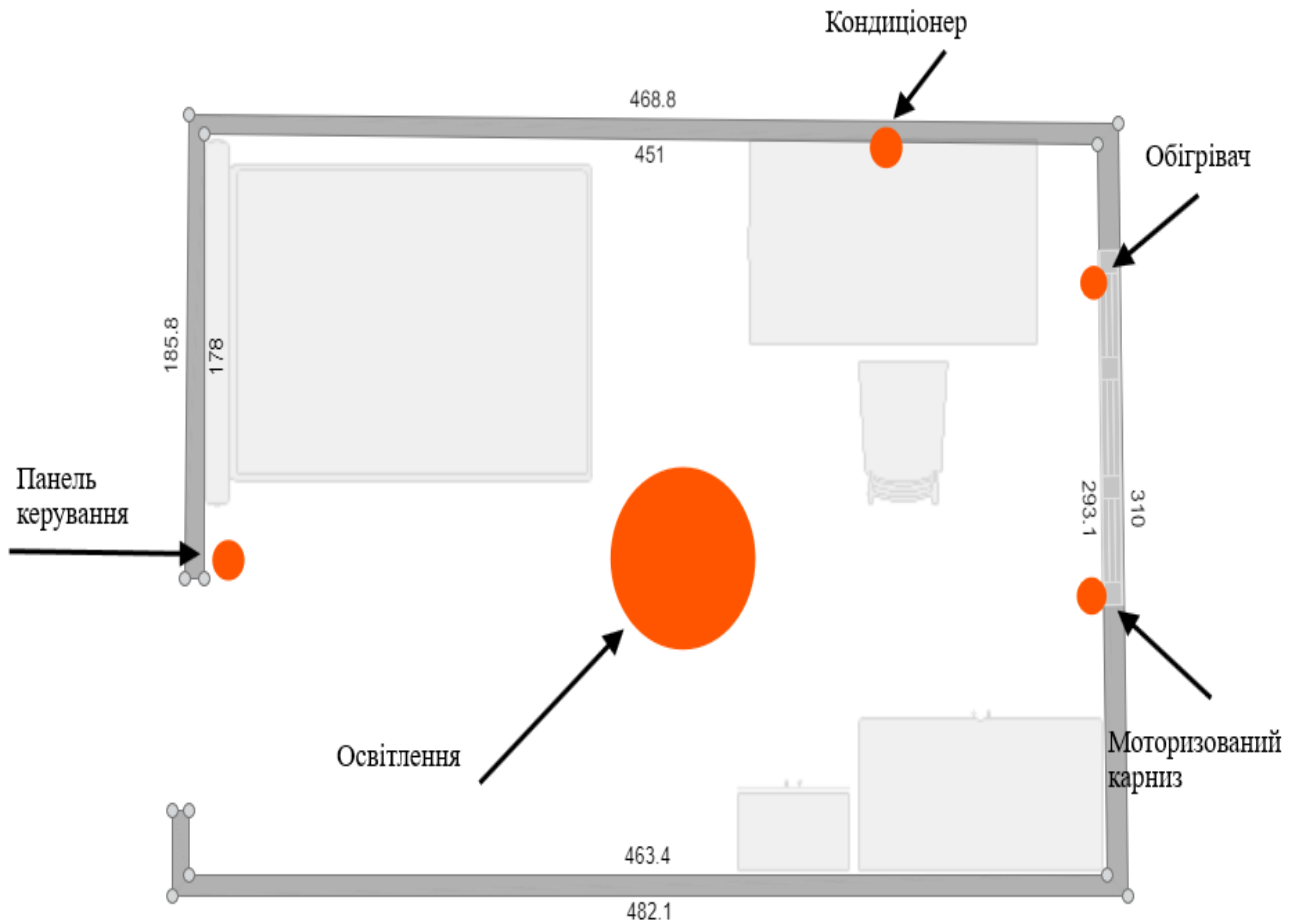 Кондиціонер
468.8
451
Обігрівач
185.8
178
Панель
керування
293.1
310
Освітлення
Моторизований
карниз
463.4
482.1